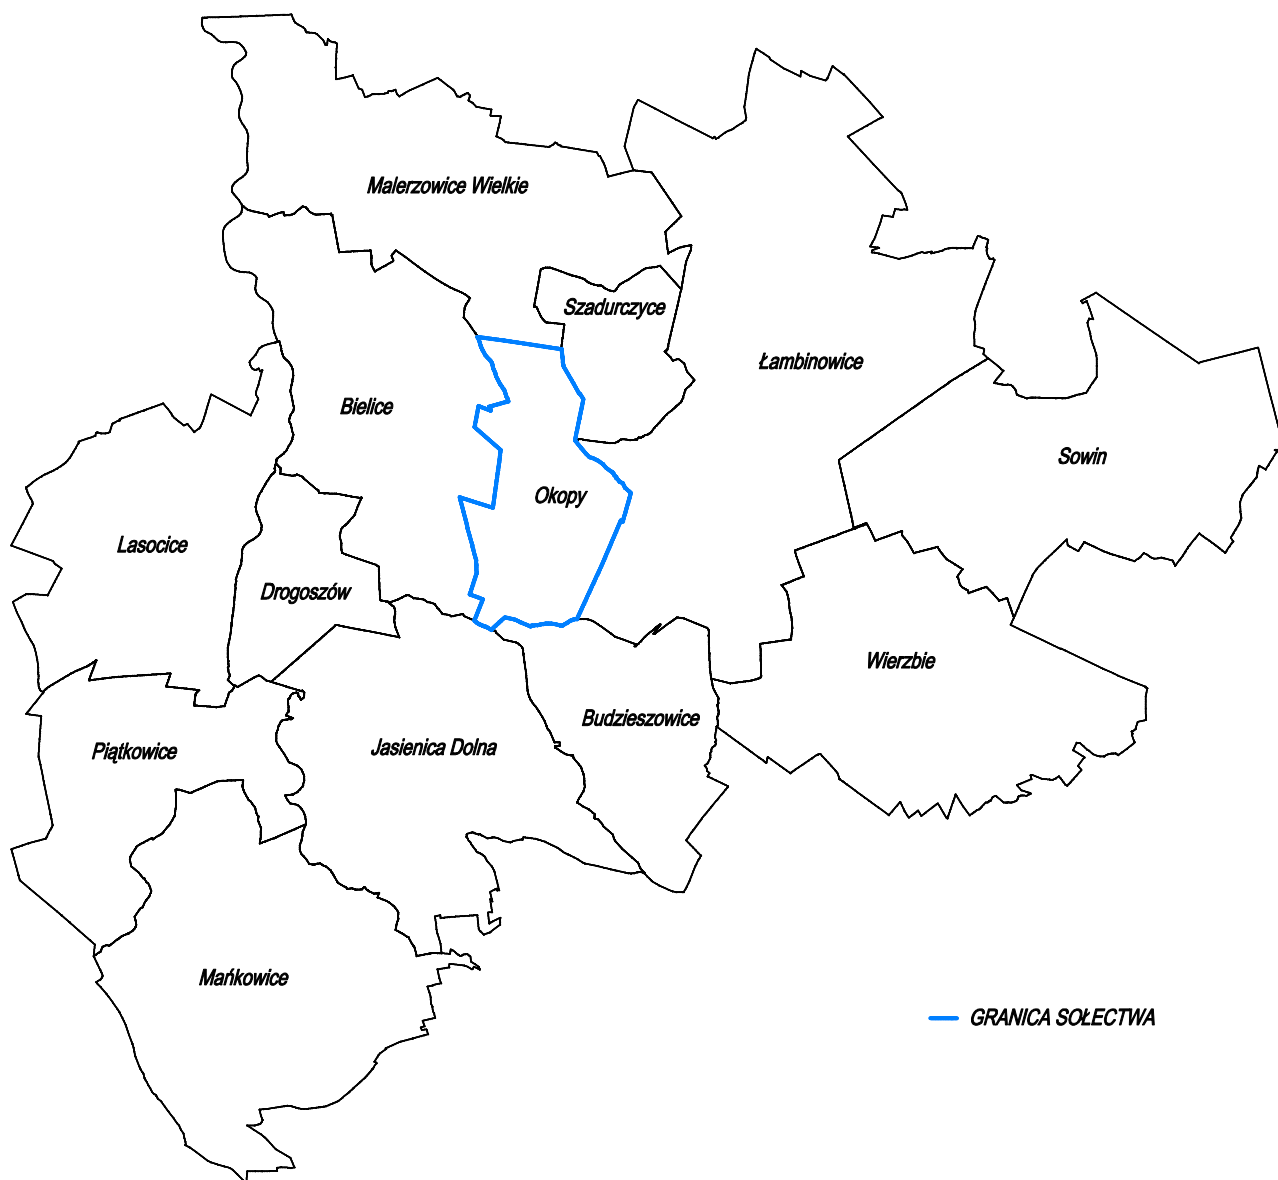 Malerzowice Wielkie
Szadurczyce
Łambinowice
Bielice
Sowin
Okopy
Lasocice
Drogoszów
Wierzbie
Budzieszowice
Jasienica Dolna
Piątkowice
Mańkowice
GRANICA SOŁECTWA